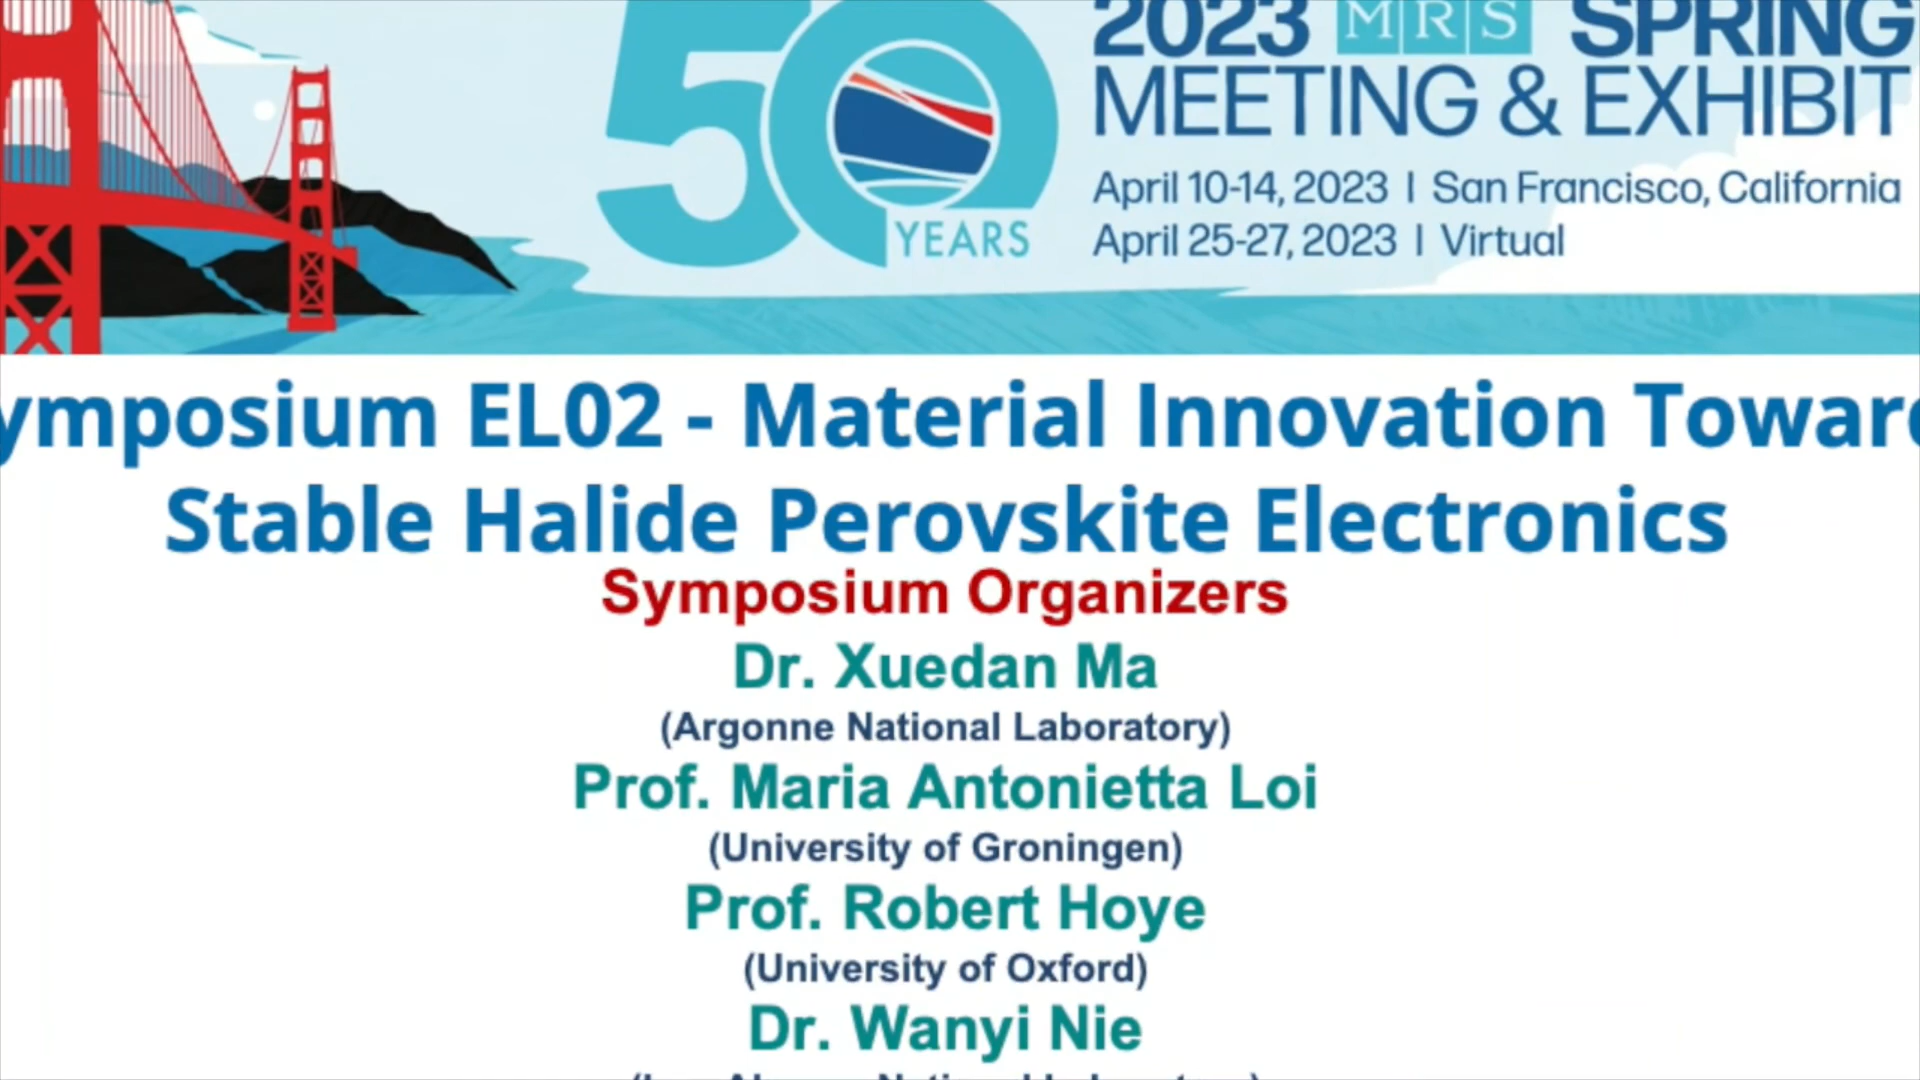 2023 MRS SPRING
MEETING & EXHIBIT
April 10-14, 2023 | San Francisco, California
April 25-27, 2023 | Virtual
50
YEARS
ymposium EL02 - Material Innovation Toward
Stable Halide Perovskite Electronics
Symposium Organizers
Dr. Xuedan Ma
(Argonne National Laboratory)
Prof. Maria Antonietta Loi
(University of Groningen)
Prof. Robert Hoye
(University of Oxford)
Dr. Wanyi Nie